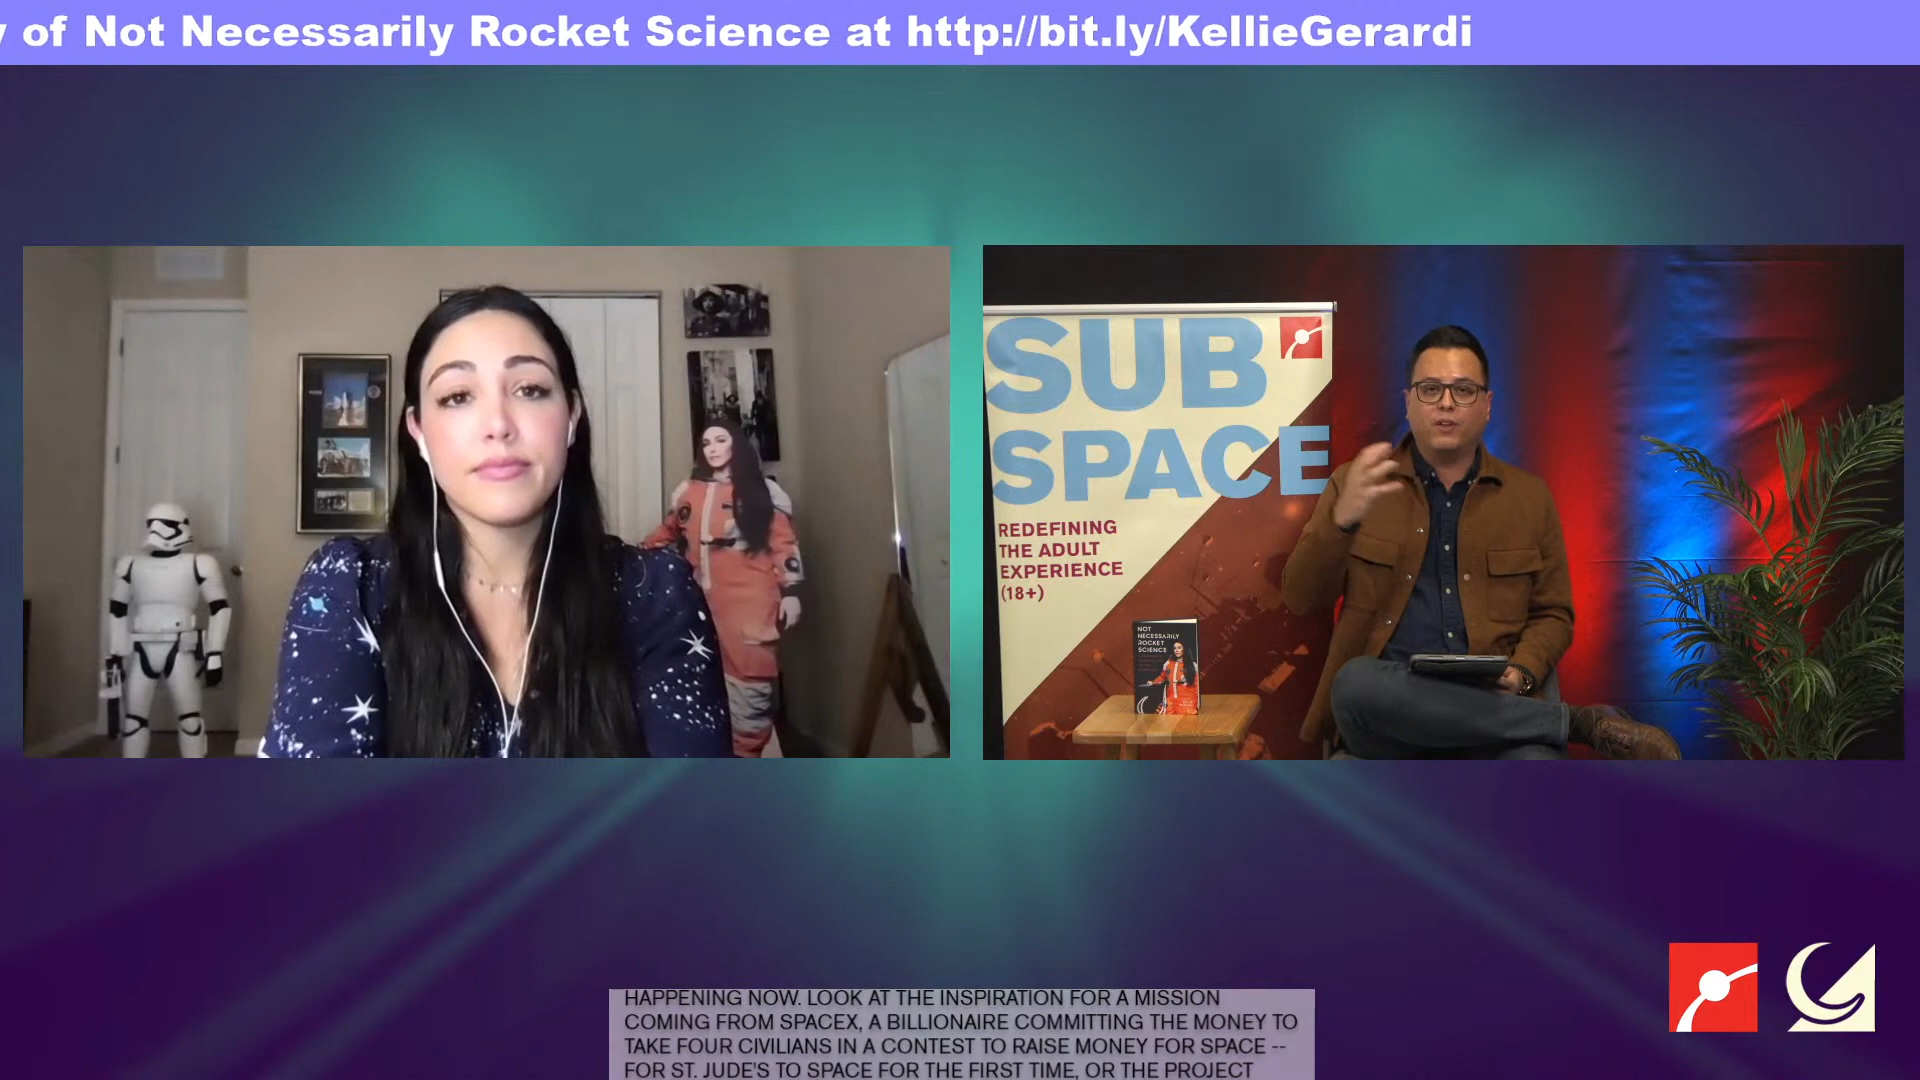 y of Not Necessarily Rocket Science at http://bit.ly/KellieGerardi
SUB
SPACE
REDEFINING
THE ADULT
EXPERIENCE
(18+)
NOT
NECESSARILY
ROCKET
SCIENCE
HAPPENING NOW. LOOK AT THE INSPIRATION FOR A MISSION
COMING FROM SPACEX, A BILLIONAIRE COMMITTING THE MONEY TO
TAKE FOUR CIVILIANS IN A CONTEST TO RAISE MONEY FOR SPACE --
FOR ST. JUDE'S TO SPACE FOR THE FIRST TIME, OR THE PROJECT